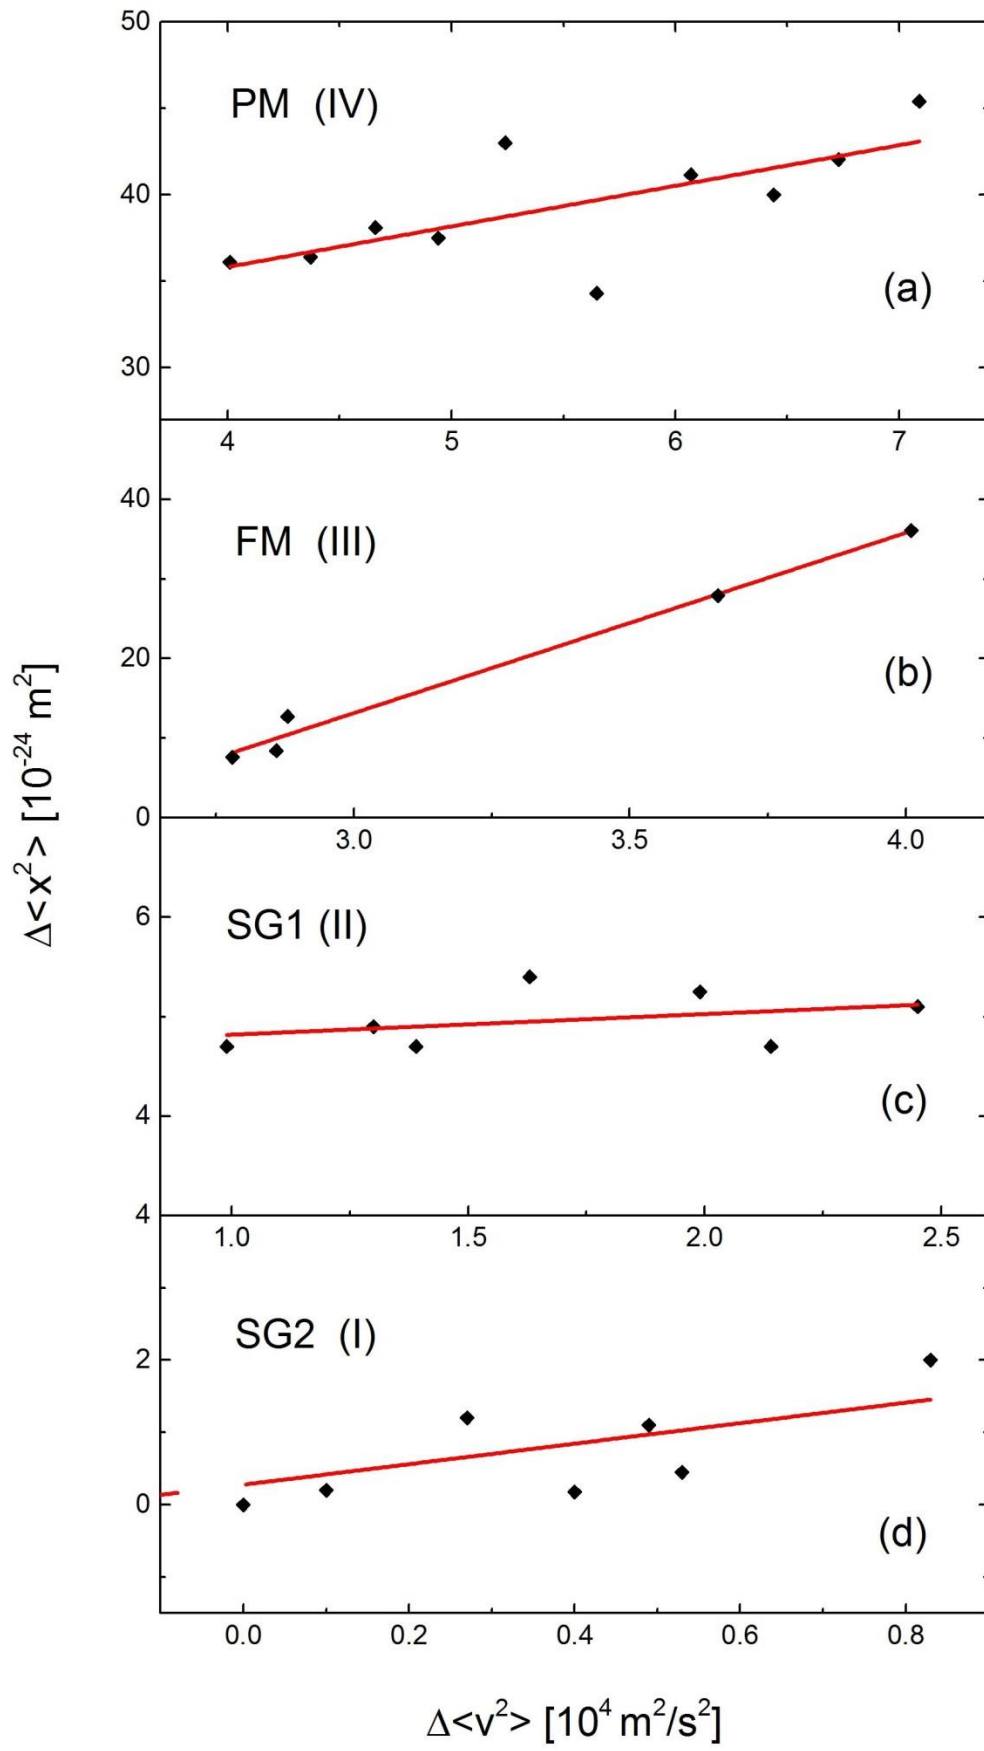 50
PM (IV)
40
(a)
30
4 5 6 7
40
FM (III)
20
(b)
0
3.0 3.5 4.0
6
SG1 (II)
4
(c)
4
1.0 1.5 2.0 2.5
SG2 (I)
2
0
(d)
0.0 0.2 0.4 0.6 0.8
Δ<v²> [10⁴ m²/s²]
Δ<x²> [10⁻²⁴ m²]